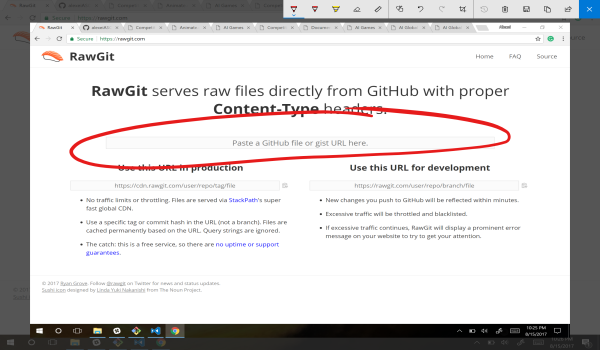 RawGit
Secure
https://rawgit.com
RawGit
Home
FAQ
Source
RawGit serves raw files directly from GitHub with proper
Content-Type headers.
Paste a GitHub file or gist URL here.
Use this URL in production
https://cdn.rawgit.com/user/repo/tag/file
• No traffic limits or throttling. Files are served via StackPath's super
fast global CDN.
• Use a specific tag or commit hash in the URL (not a branch). Files are
cached permanently based on the URL. Query strings are ignored.
• The catch: this is a free service, so there are no uptime or support
guarantees.
Use this URL for development
https://rawgit.com/user/repo/branch/file
• New changes you push to GitHub will be reflected within minutes.
• Excessive traffic will be throttled and blacklisted.
• If excessive traffic continues, RawGit will display a prominent error
message on your website to try to get your attention.
© 2017 Ryan Grove. Follow @rawgit on Twitter for news and status updates.
Sushi icon designed by Linda Yuki Nakanishi from The Noun Project.
10:25 PM
8/15/2017